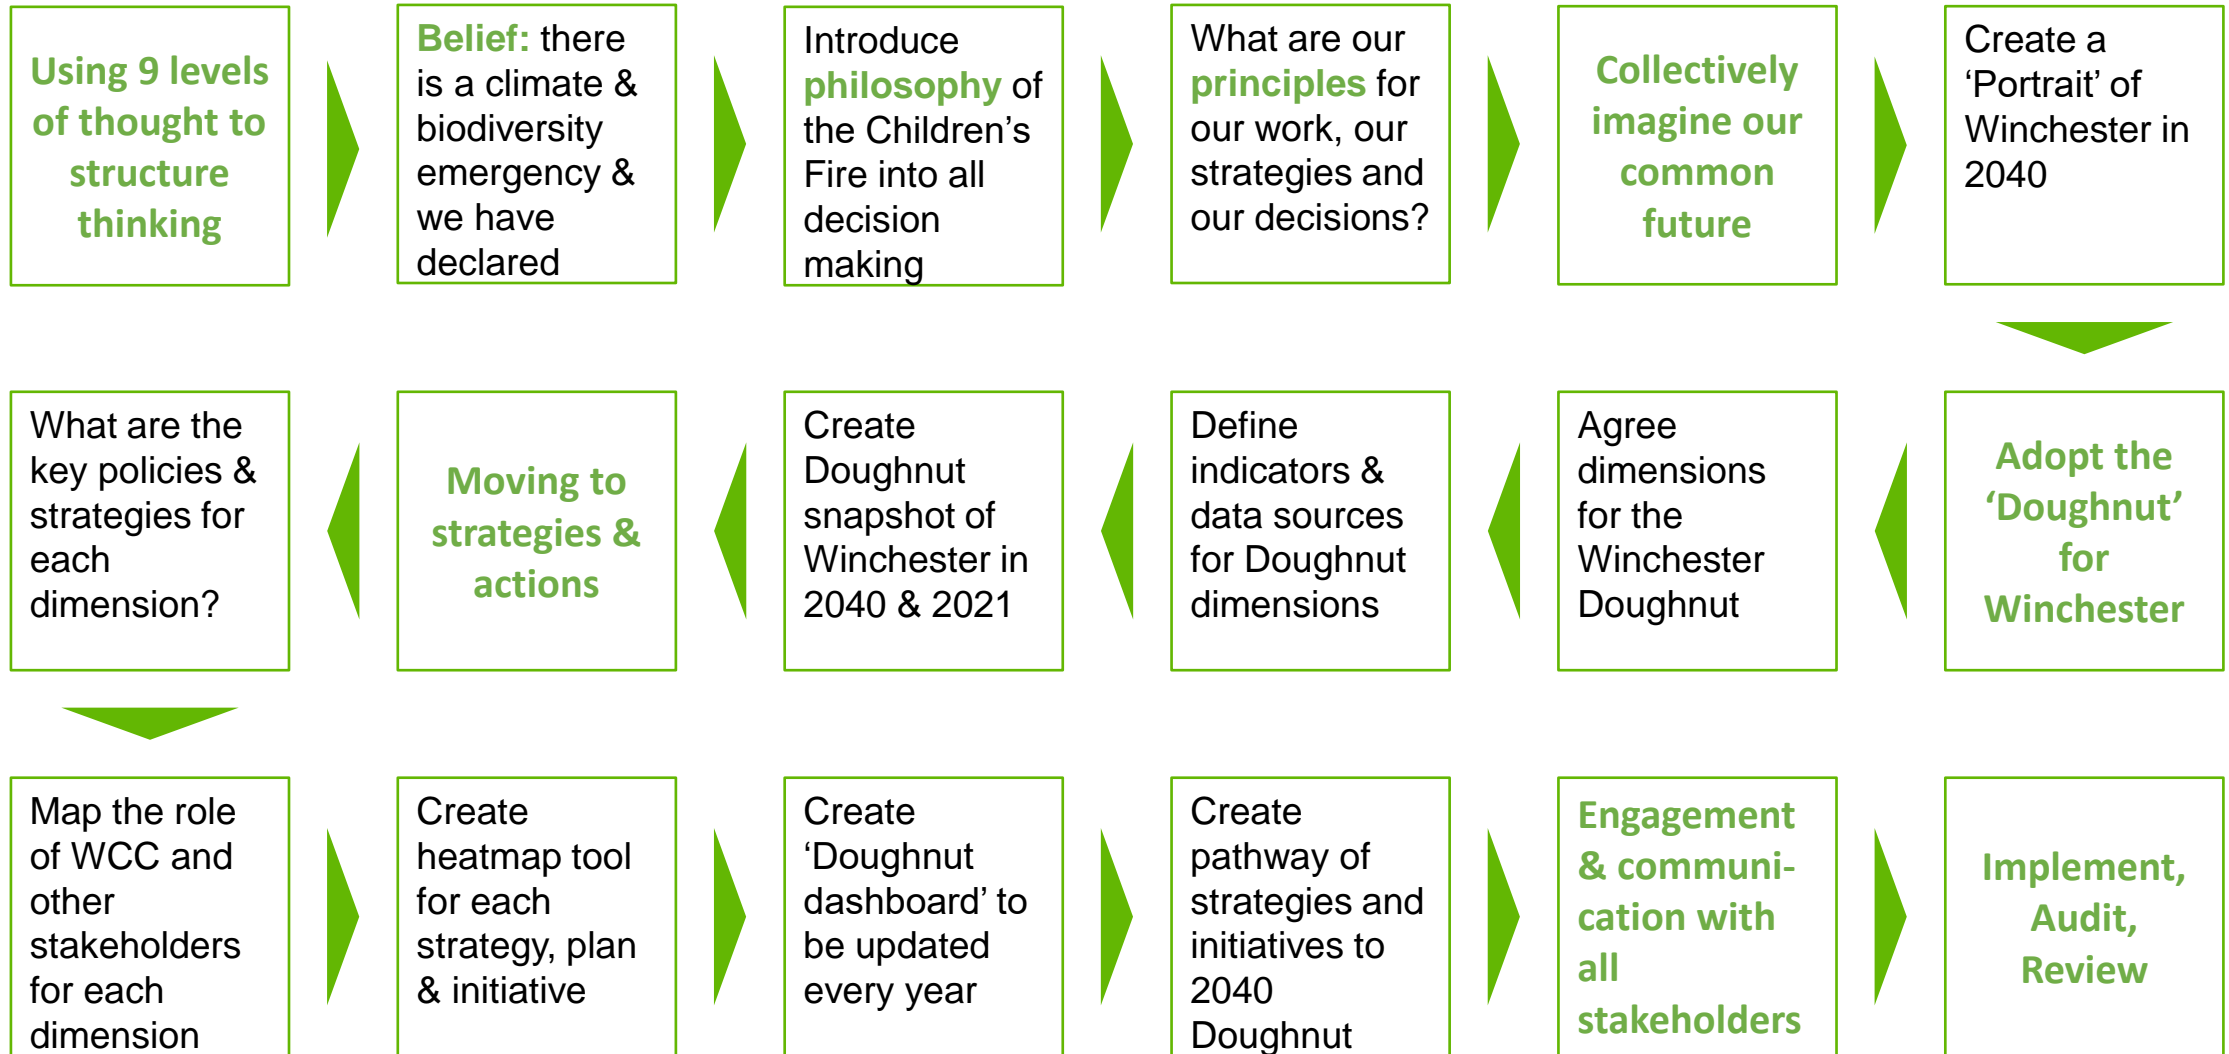 Using 9 levels
of thought to
structure
thinking
Belief: there
is a climate &
biodiversity
emergency &
we have
declared
Introduce
philosophy of
the Children’s
Fire into all
decision
making
What are our
principles for
our work, our
strategies and
our decisions?
Collectively
imagine our
common
future
Create a
‘Portrait’ of
Winchester in
2040
Adopt the
‘Doughnut’
for
Winchester
Agree
dimensions
for the
Winchester
Doughnut
Define
indicators &
data sources
for Doughnut
dimensions
Create
Doughnut
snapshot of
Winchester in
2040 & 2021
Moving to
strategies &
actions
What are the
key policies &
strategies for
each
dimension?
Map the role
of WCC and
other
stakeholders
for each
dimension
Create
heatmap tool
for each
strategy, plan
& initiative
Create
‘Doughnut
dashboard’ to
be updated
every year
Create
pathway of
strategies and
initiatives to
2040
Doughnut
Engagement
& communi-
cation with
all
stakeholders
Implement,
Audit,
Review